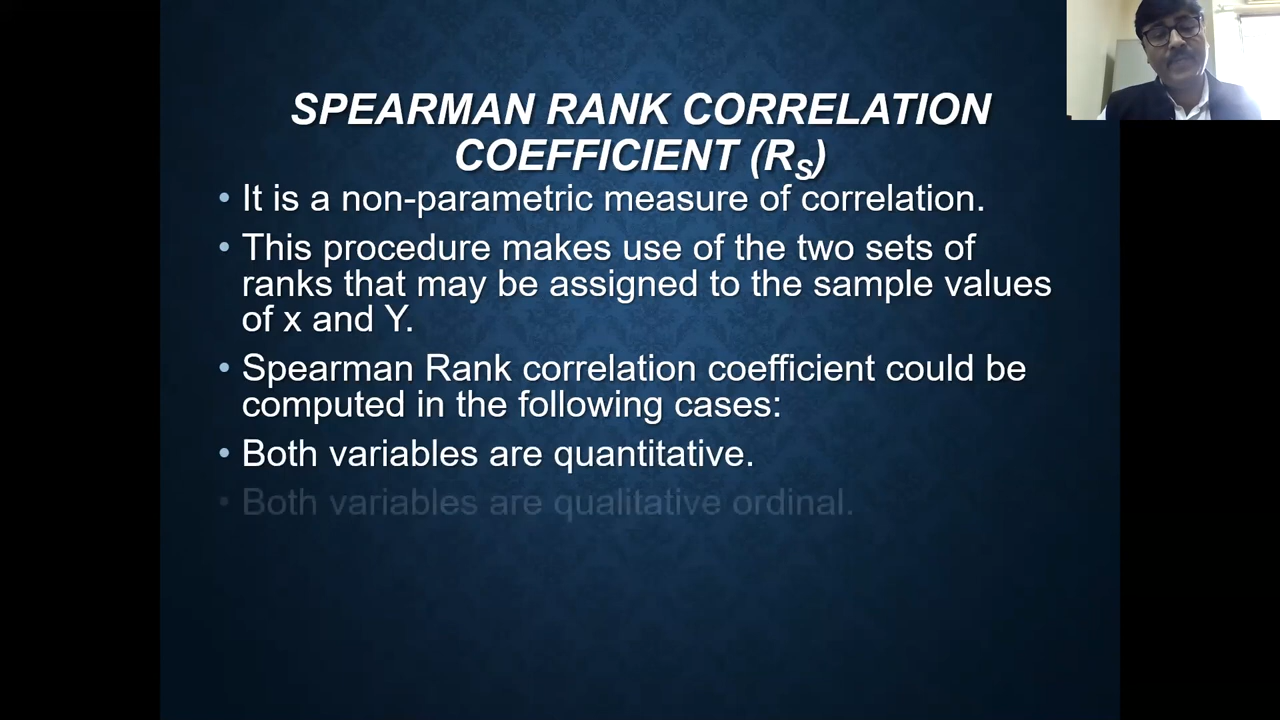 SPEARMAN RANK CORRELATION
COEFFICIENT (RS)
• It is a non-parametric measure of correlation.
• This procedure makes use of the two sets of
ranks that may be assigned to the sample values
of x and Y.
• Spearman Rank correlation coefficient could be
computed in the following cases:
• Both variables are quantitative.
• Both variables are qualitative ordinal.